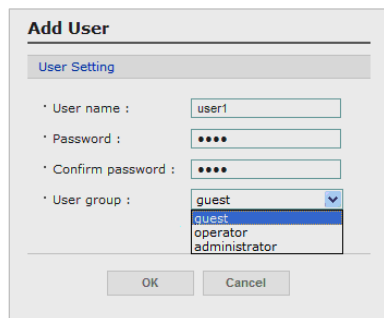 Add User
User Setting
· User name : user1
· Password : ••••
· Confirm password : ••••
· User group : guest
guest
operator
administrator
OK Cancel